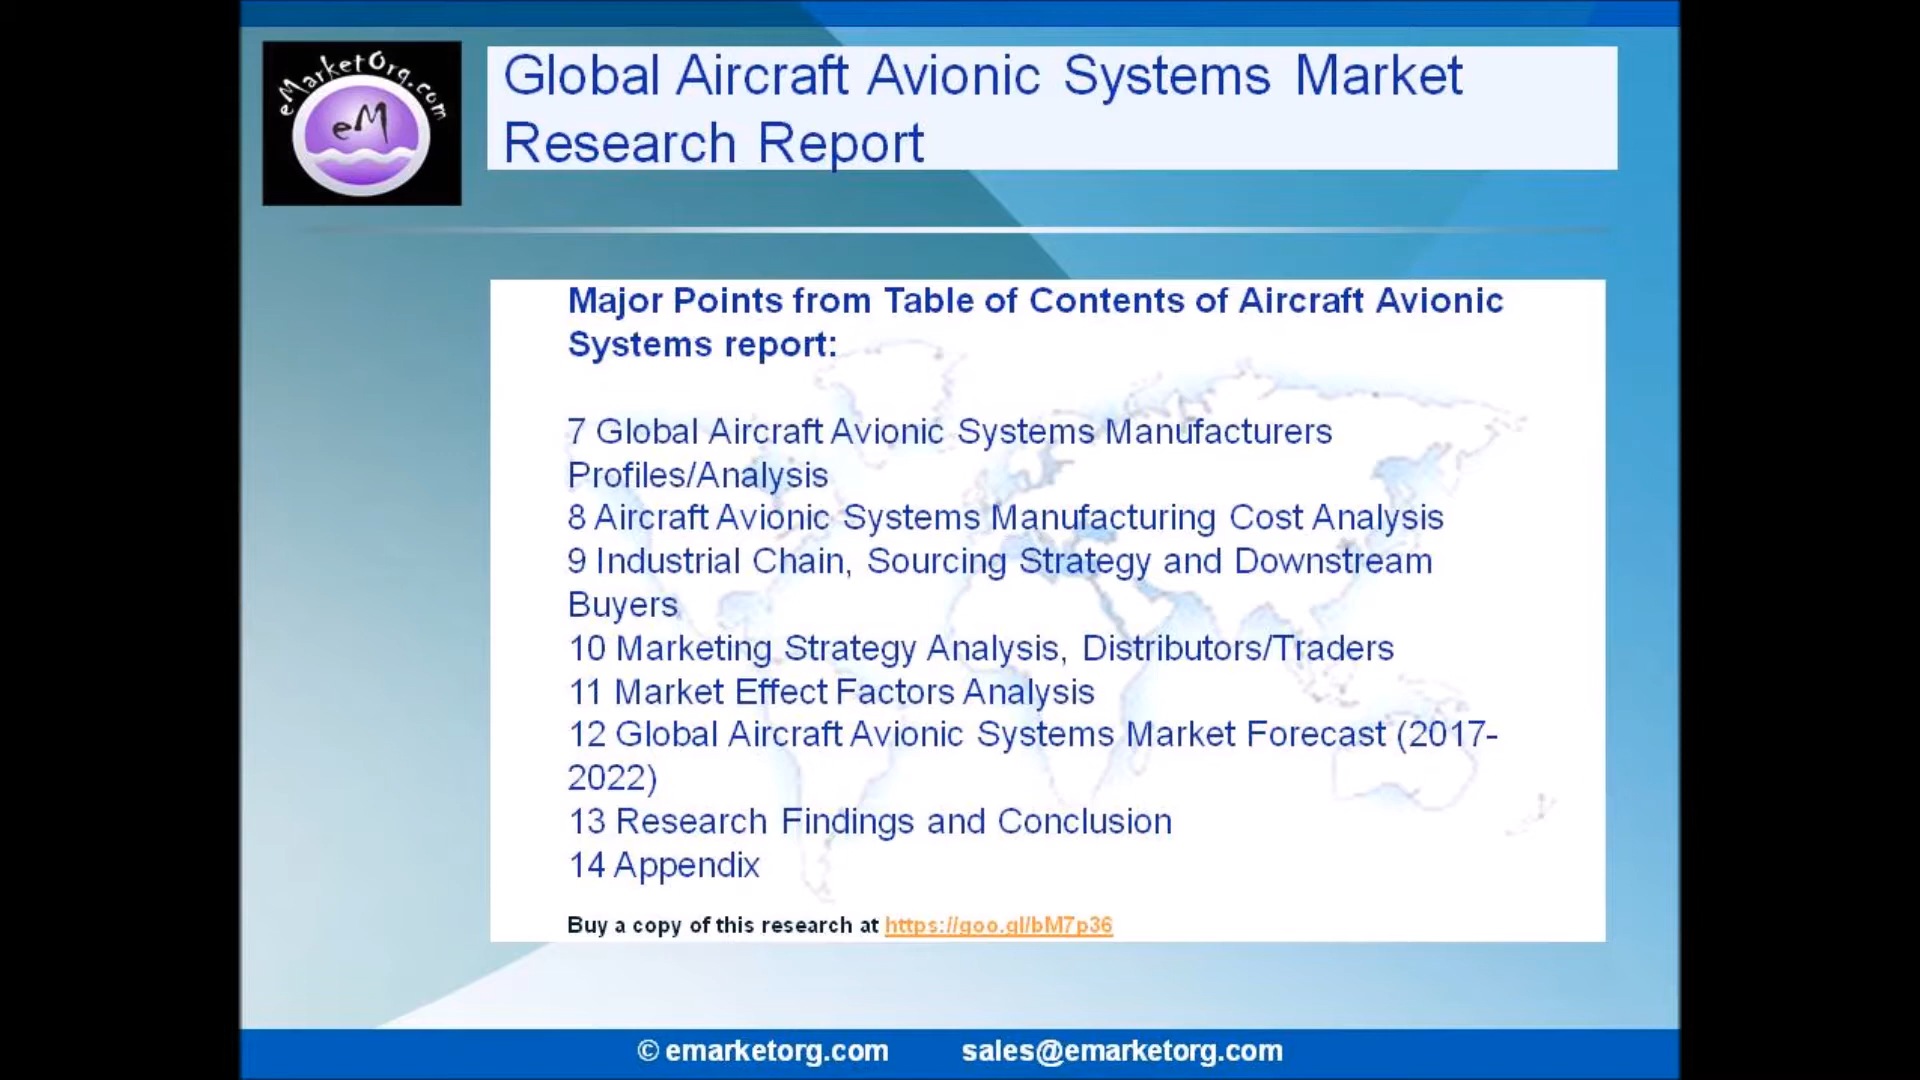 eMarketOrg.com
eM
Global Aircraft Avionic Systems Market
Research Report
Major Points from Table of Contents of Aircraft Avionic
Systems report:
7 Global Aircraft Avionic Systems Manufacturers
Profiles/Analysis
8 Aircraft Avionic Systems Manufacturing Cost Analysis
9 Industrial Chain, Sourcing Strategy and Downstream
Buyers
10 Marketing Strategy Analysis, Distributors/Traders
11 Market Effect Factors Analysis
12 Global Aircraft Avionic Systems Market Forecast (2017-
2022)
13 Research Findings and Conclusion
14 Appendix
Buy a copy of this research at https://goo.gl/bM7p36
© emarketorg.com sales@emarketorg.com